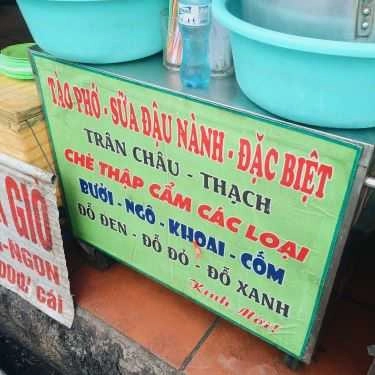 TÀO PHỚ - SỮA ĐẬU NÀNH - ĐẶC BIỆT
TRÂN CHÂU - THẠCH
CHÈ THẬP CẨM CÁC LOẠI
BƯỞI - NGÔ - KHOAI - CỐM
ĐỖ ĐEN - ĐỖ ĐỎ - ĐỖ XANH
Kính Mời!
GIÒ
NGON
000đ/ cái